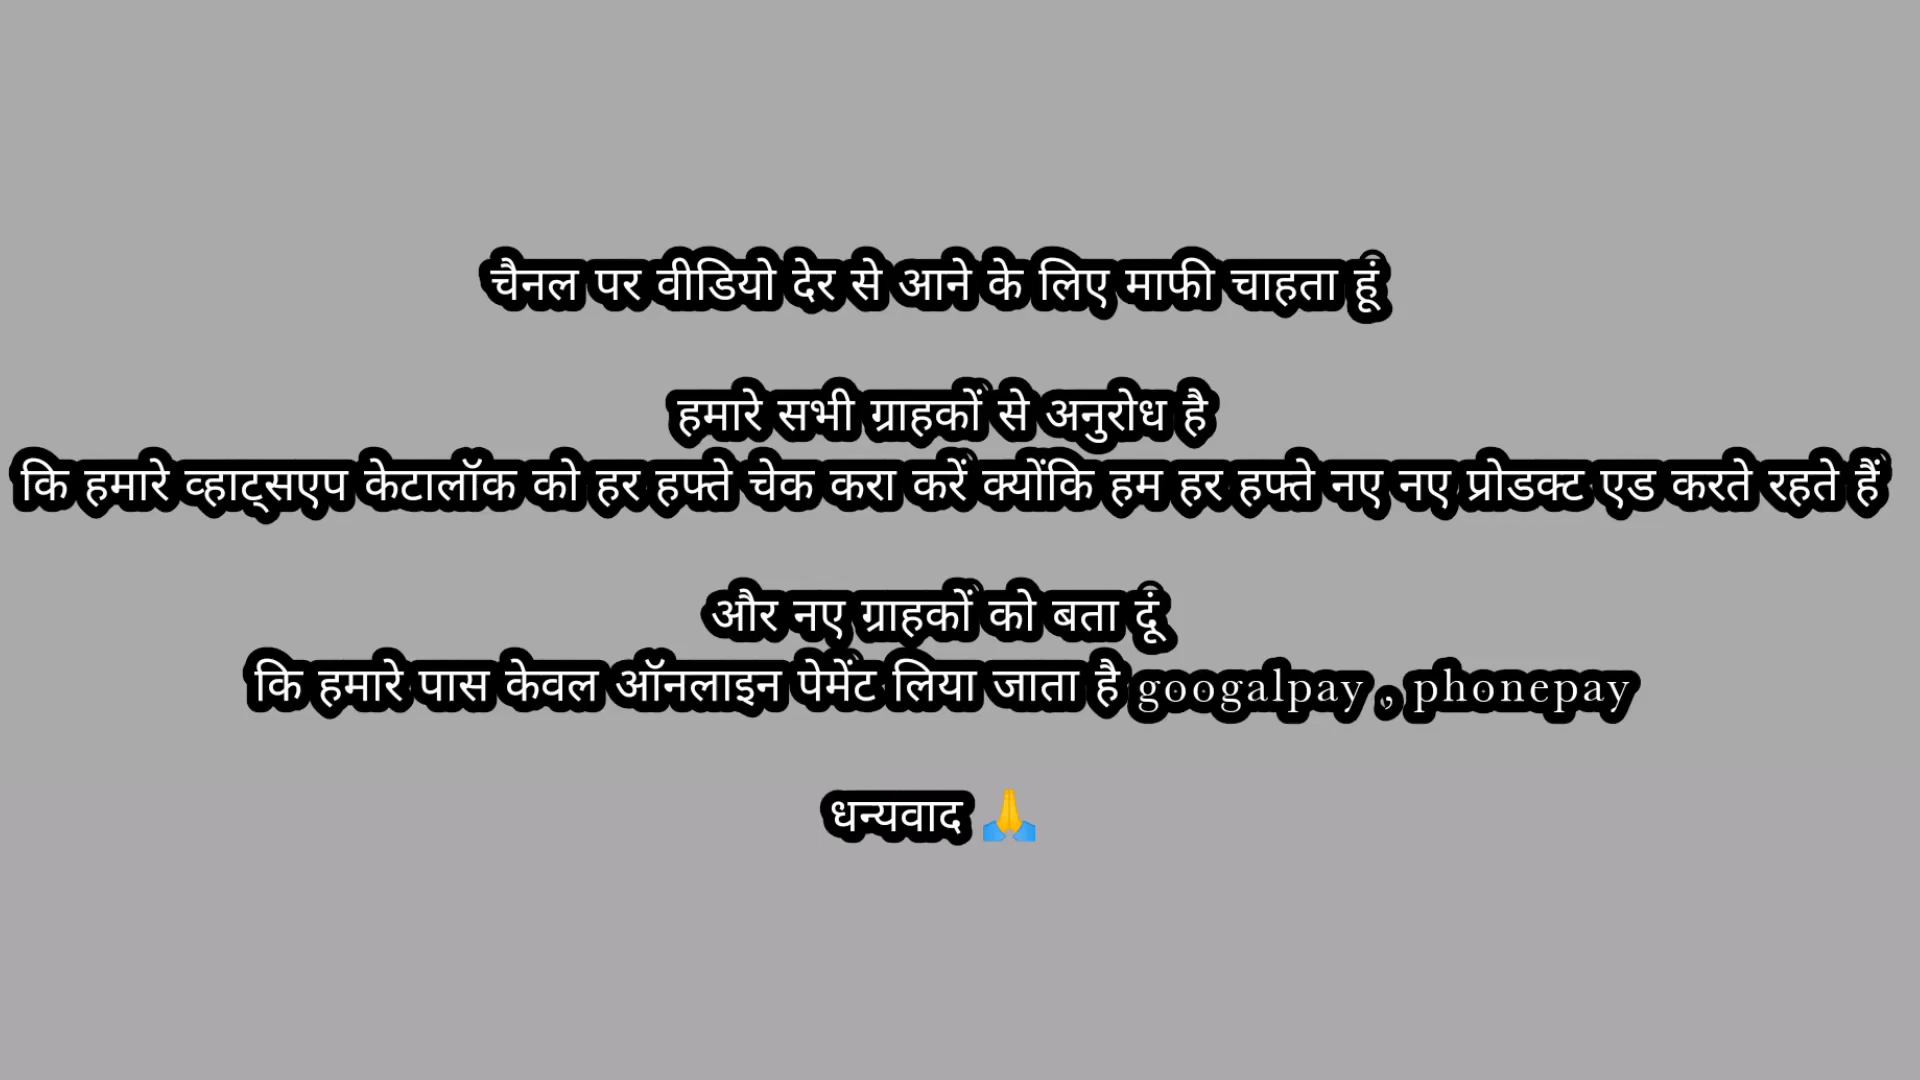 चैनल पर वीडियो देर से आने के लिए माफी चाहता हूं
हमारे सभी ग्राहकों से अनुरोध है
कि हमारे व्हाट्सएप केटालॉक को हर हफ्ते चेक करा करें क्योंकि हम हर हफ्ते नए नए प्रोडक्ट एड करते रहते हैं
और नए ग्राहकों को बता दूं
कि हमारे पास केवल ऑनलाइन पेमेंट लिया जाता है googalpay , phonepay
धन्यवाद 🙏